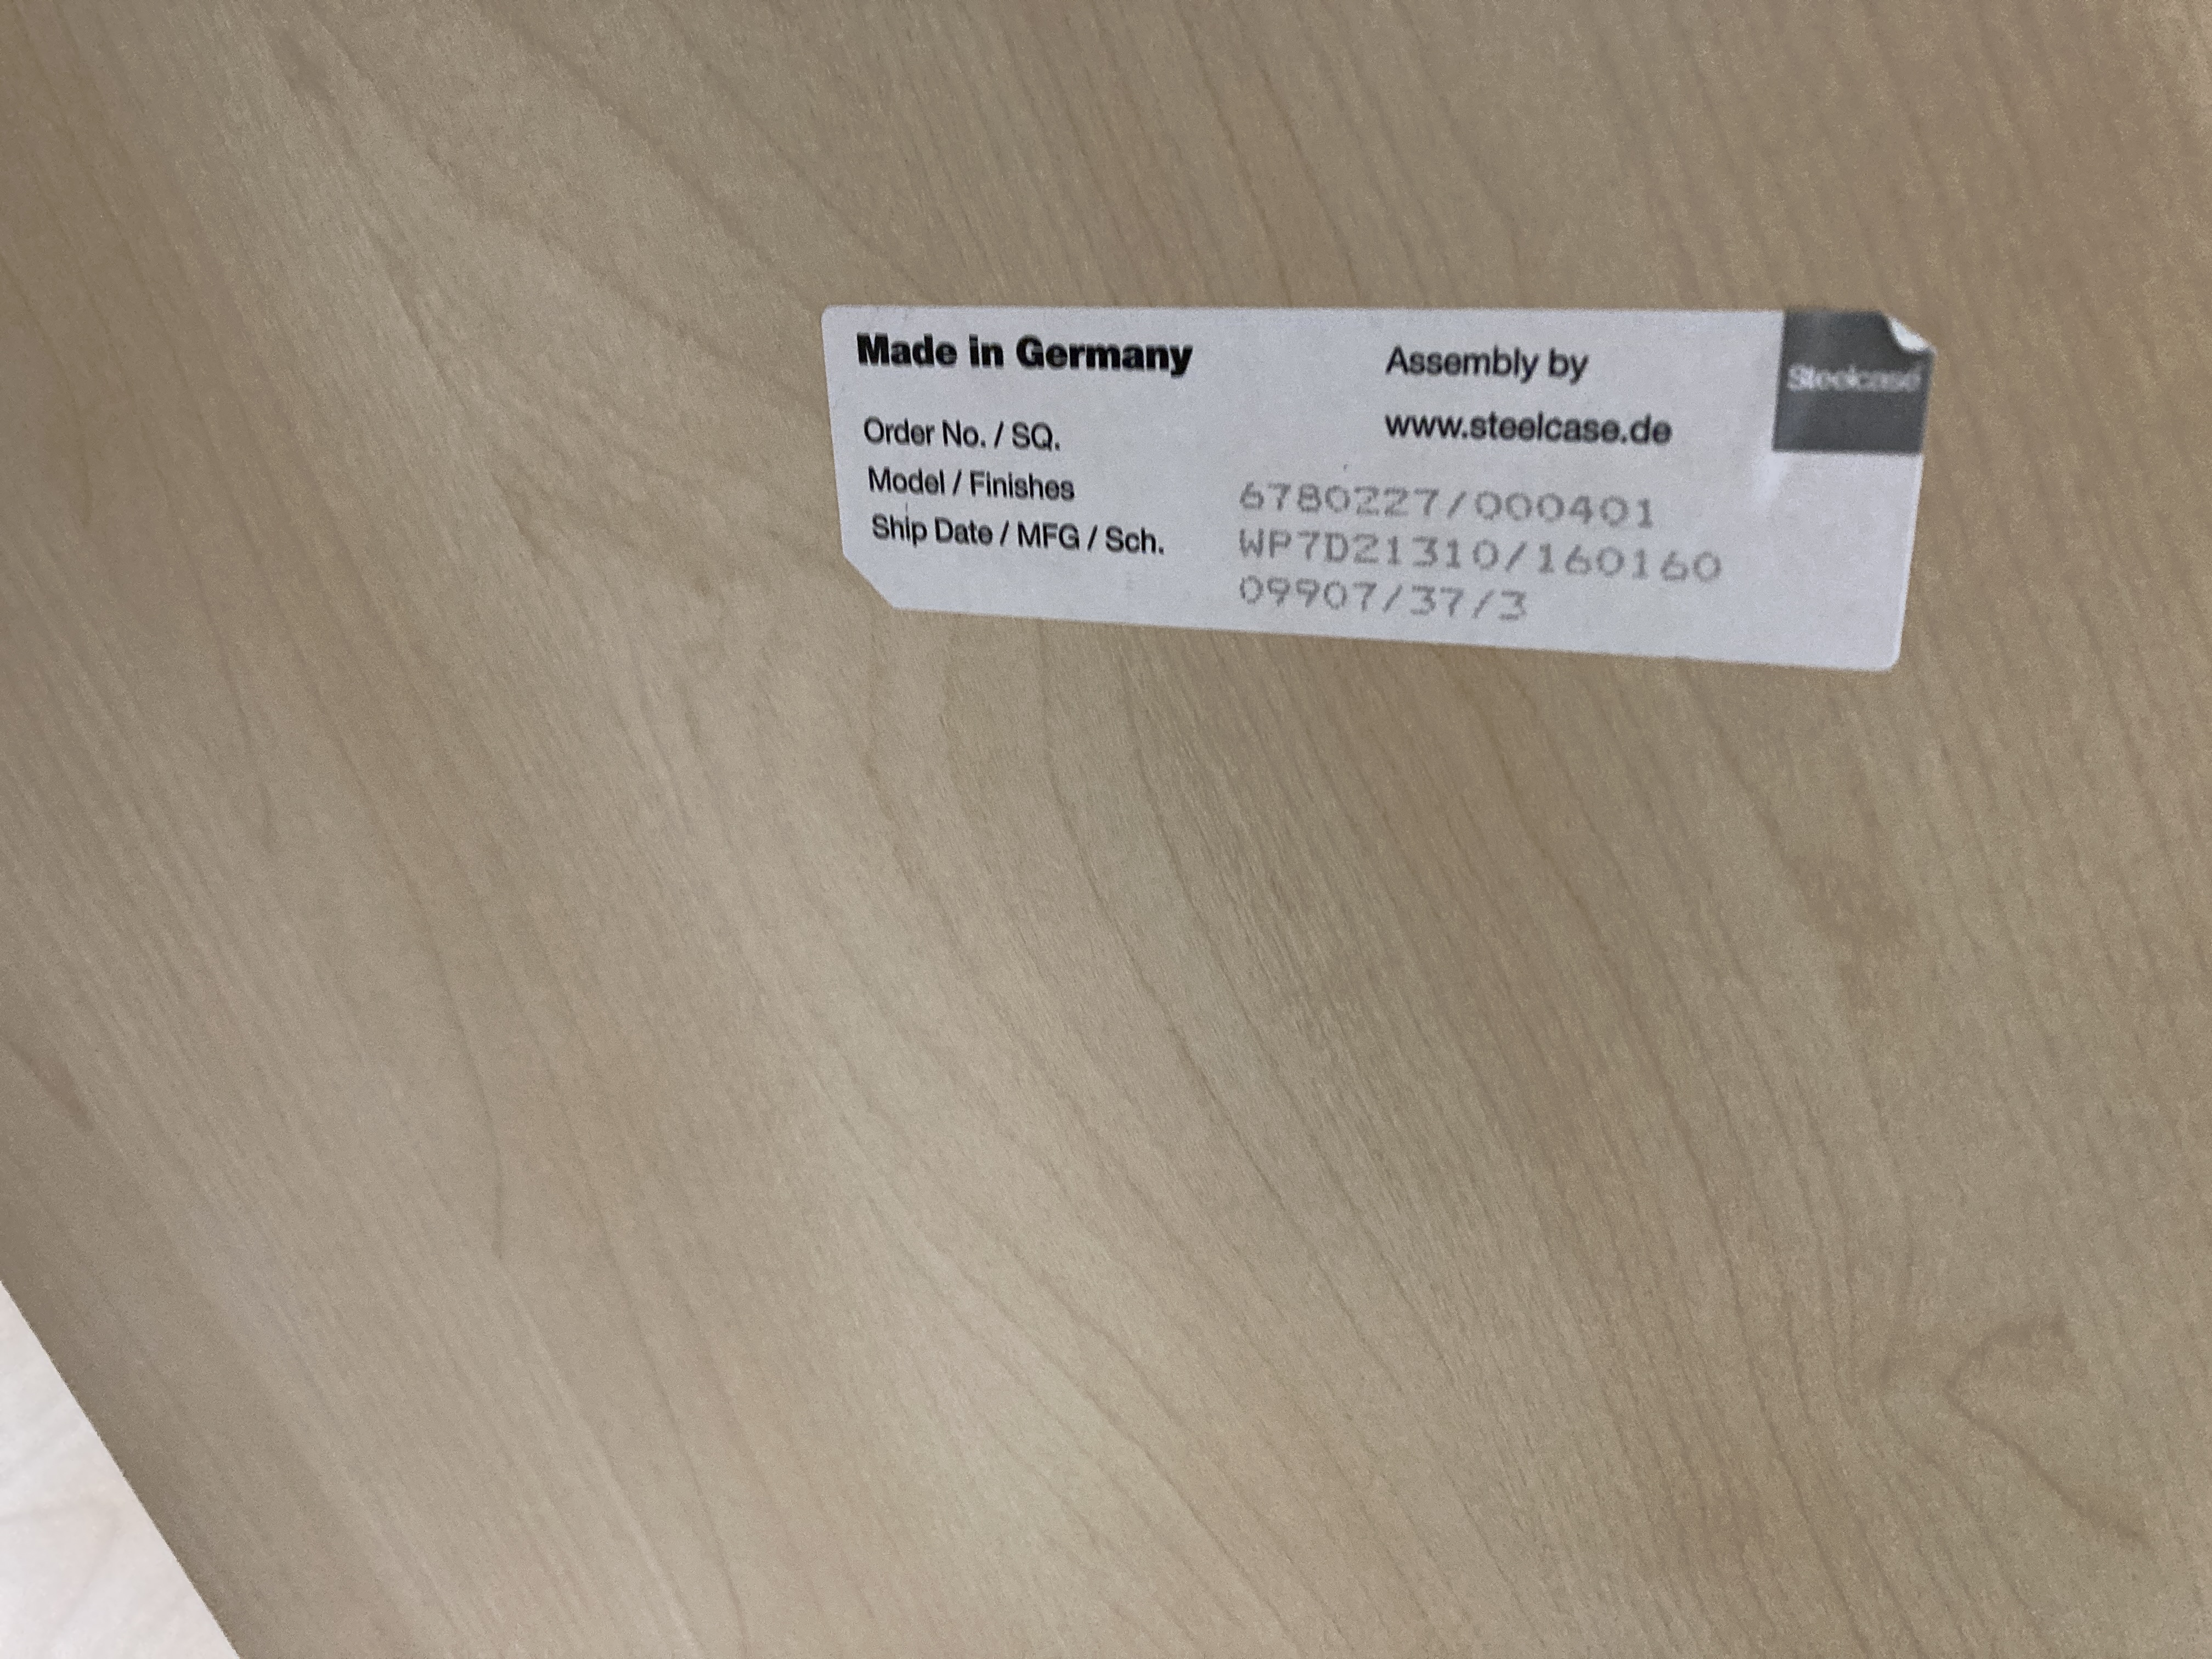 Made in Germany
Assembly by
www.steelcase.de
Steelcase
Order No. / SQ.
Model / Finishes
Ship Date / MFG / Sch.
6780227/000401
WP7D21310/160160
09907/37/3